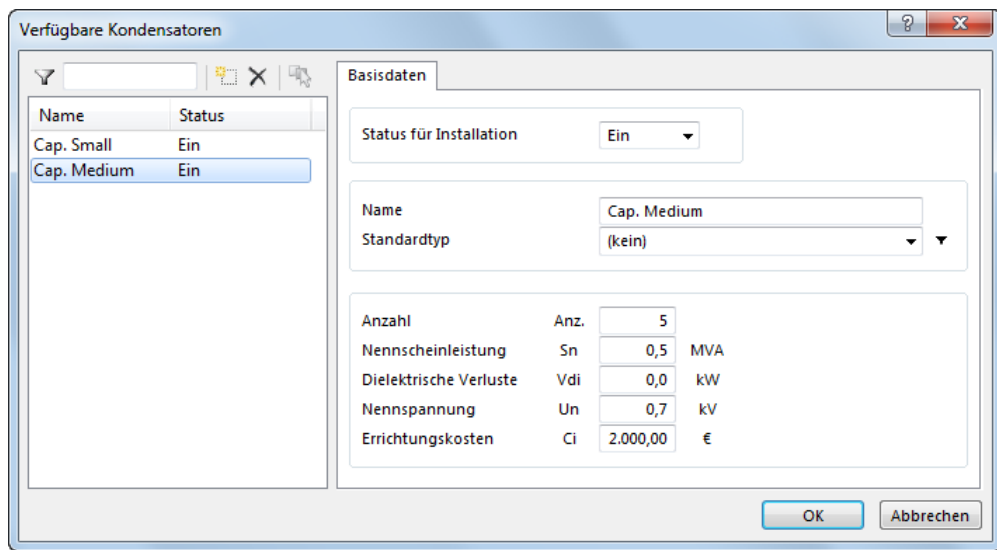 Verfügbare Kondensatoren
Basisdaten
Name Status
Cap. Small Ein
Cap. Medium Ein
Status für Installation Ein
Name Cap. Medium
Standardtyp (kein)
Anzahl Anz. 5
Nennscheinleistung Sn 0,5 MVA
Dielektrische Verluste Vdi 0,0 kW
Nennspannung Un 0,7 kV
Errichtungskosten Ci 2.000,00 €
OK Abbrechen